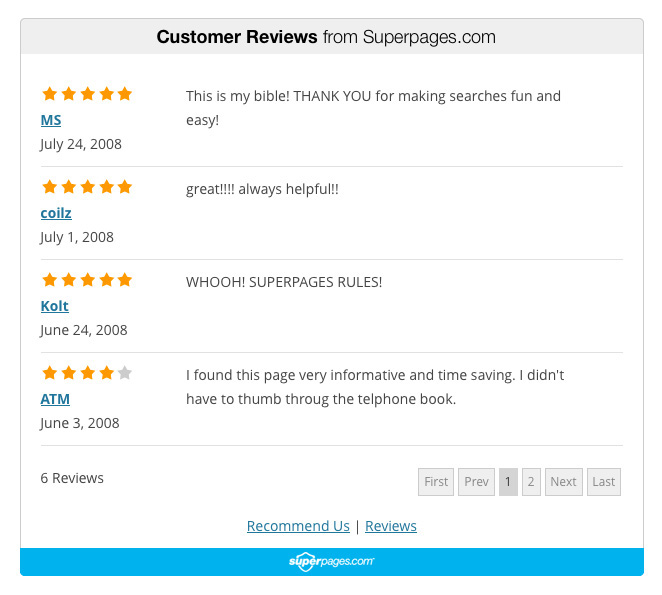 Customer Reviews from Superpages.com
This is my bible! THANK YOU for making searches fun and
easy!
MS
July 24, 2008
great!!!! always helpful!!
coilz
July 1, 2008
WHOOH! SUPERPAGES RULES!
Kolt
June 24, 2008
I found this page very informative and time saving. I didn't
have to thumb throug the telphone book.
ATM
June 3, 2008
6 Reviews
First Prev 1 2 Next Last
Recommend Us | Reviews
superpages.com